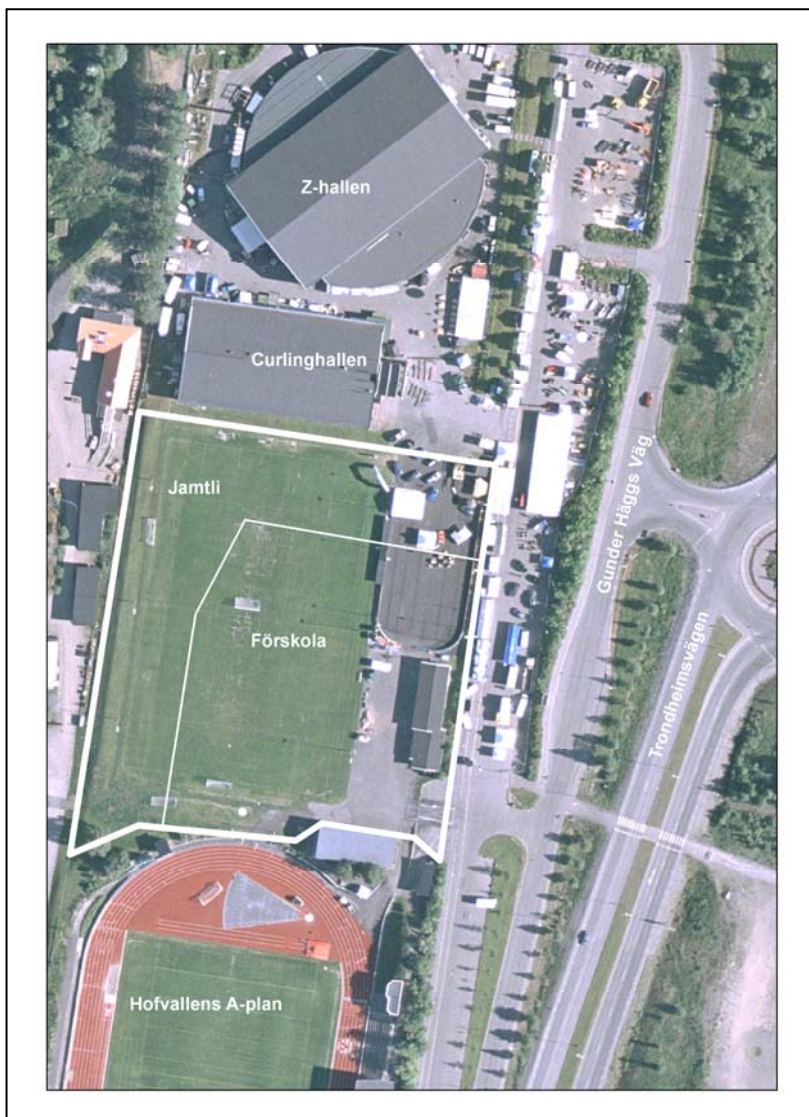 Z-hallen
Curlinghallen
Jamtli
Förskola
Gunder Häggs Väg
Trondheimsvägen
Hofvallens A-plan